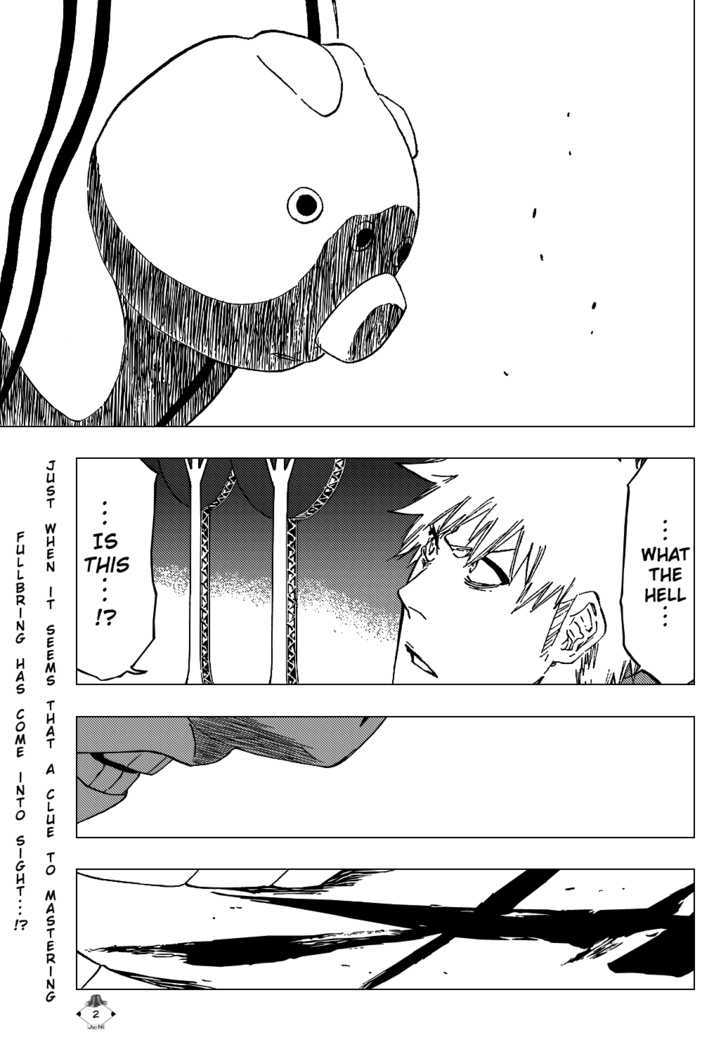 ...
WHAT
THE
HELL
...
...
IS
THIS...
!?
JUST WHEN IT SEEMS THAT A CLUE TO MASTERING
FULLBRING HAS COME INTO SIGHT...!?
2